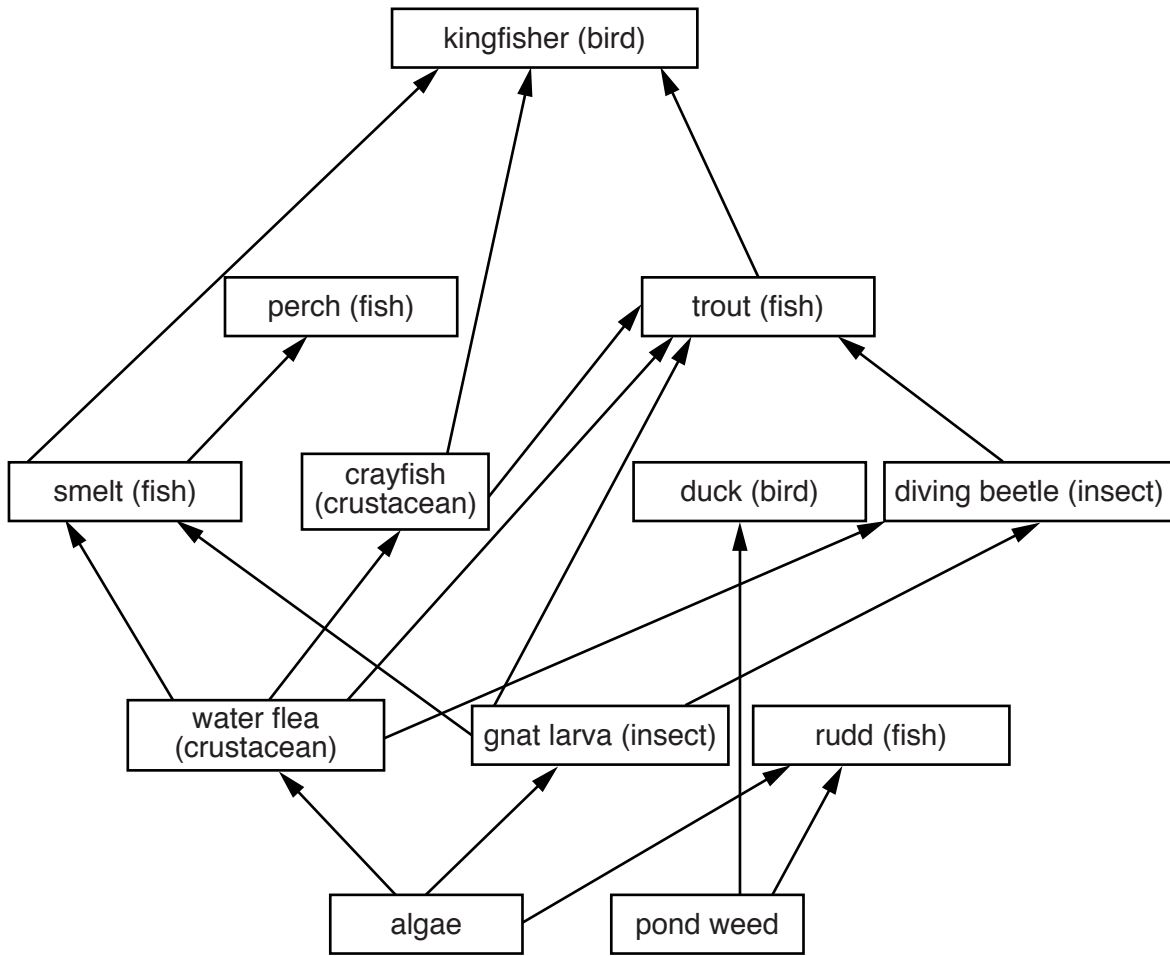 kingfisher (bird)
perch (fish)
trout (fish)
smelt (fish)
crayfish
(crustacean)
duck (bird)
diving beetle (insect)
water flea
(crustacean)
gnat larva (insect)
rudd (fish)
algae
pond weed